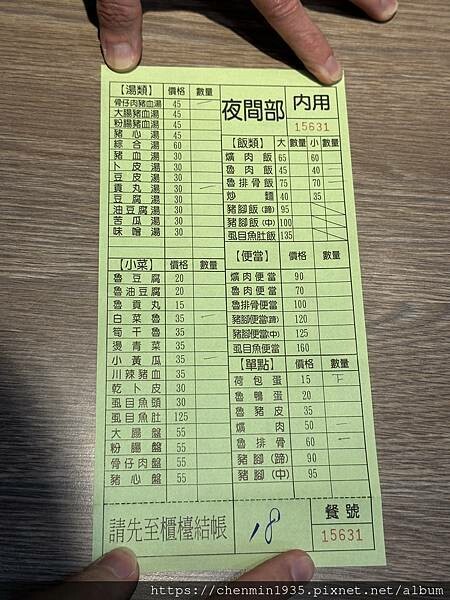 夜間部
內用
15631
【湯類】 價格 數量
骨仔肉豬血湯 45 一
大腸豬血湯 45
粉腸豬血湯 45
豬心湯 45
綜合湯 60
豬血湯 30
卜皮湯 30
豆皮湯 30
貢丸湯 30 一
豆腐湯 30
油豆腐湯 30
苦瓜湯 30
味噌湯 30
【小菜】 價格 數量
魯豆腐 20
魯油豆腐 20
魯貢丸 15
白菜魯 35 一
筍干魯 35
燙青菜 35
小黃瓜 35 一
川辣豬血 35
乾卜皮 30
虱目魚頭 30
虱目魚肚 125
大腸盤 55
粉腸盤 55
骨仔肉盤 55
豬心盤 55
【飯類】 大 數量 小 數量
爌肉飯 65 60
魯肉飯 45 40 一
魯排骨飯 75 70 一
炒麵 40 35
豬腳飯(蹄) 95
豬腳飯(中) 100
虱目魚肚飯 135
【便當】 價格 數量
爌肉便當 90
魯肉便當 70
魯排骨便當 100
豬腳便當(蹄) 120
豬腳便當(中) 125
虱目魚便當 160
【單點】 價格 數量
荷包蛋 15 下
魯鴨蛋 20
魯豬皮 35
爌肉 50 一
魯排骨 60 一
豬腳(蹄) 90
豬腳(中) 95
請先至櫃檯結帳
18
餐號
15631
https://chenmin1935.pixnet.net/album